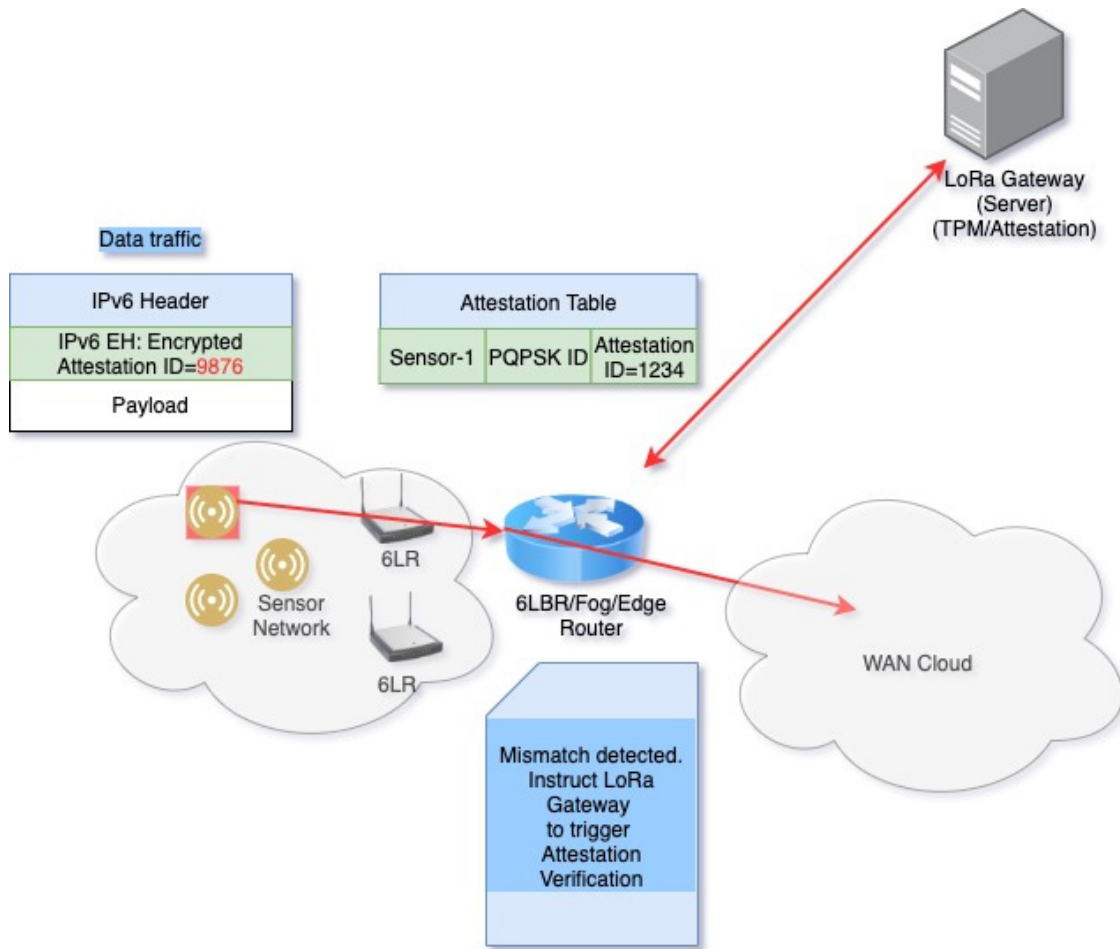 LoRa Gateway
(Server)
(TPM/Attestation)
Data traffic
IPv6 Header
IPv6 EH: Encrypted
Attestation ID=9876
Payload
Attestation Table
Sensor-1
PQPSK ID
Attestation
ID=1234
6LR
Sensor
Network
6LR
6LBR/Fog/Edge
Router
WAN Cloud
Mismatch detected.
Instruct LoRa
Gateway
to trigger
Attestation
Verification